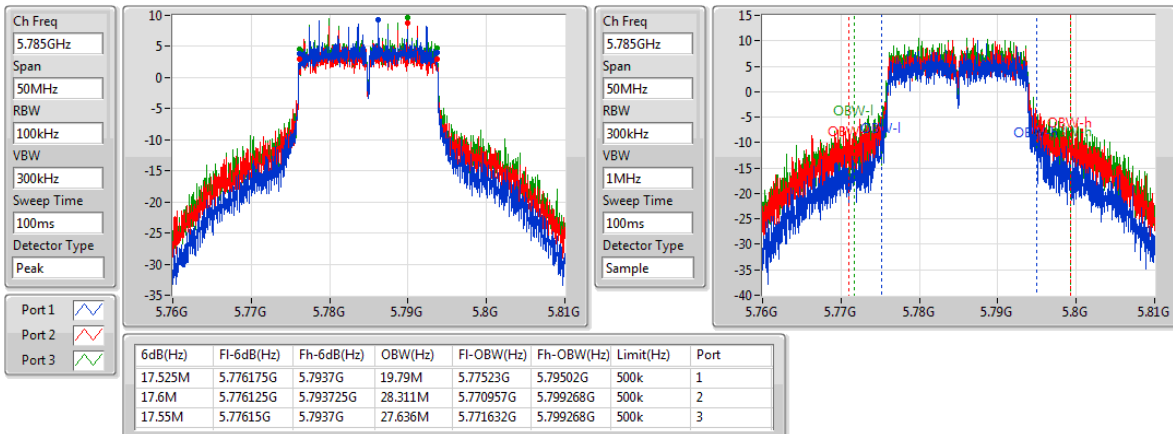 Ch Freq
5.785GHz
Span
50MHz
RBW
100kHz
VBW
300kHz
Sweep Time
100ms
Detector Type
Peak
Port 1
Port 2
Port 3
10
5
0
-5
-10
-15
-20
-25
-30
-35
5.76G 5.77G 5.78G 5.79G 5.8G 5.81G
Ch Freq
5.785GHz
Span
50MHz
RBW
300kHz
VBW
1MHz
Sweep Time
100ms
Detector Type
Sample
15
10
5
0
-5
-10
-15
-20
-25
-30
-35
-40
OBW-l
OBW-h
5.76G 5.77G 5.78G 5.79G 5.8G 5.81G
6dB(Hz) Fl-6dB(Hz) Fh-6dB(Hz) OBW(Hz) Fl-OBW(Hz) Fh-OBW(Hz) Limit(Hz) Port
17.525M 5.776175G 5.7937G 19.79M 5.77523G 5.79502G 500k 1
17.6M 5.776125G 5.793725G 28.311M 5.770957G 5.799268G 500k 2
17.55M 5.77615G 5.7937G 27.636M 5.771632G 5.799268G 500k 3